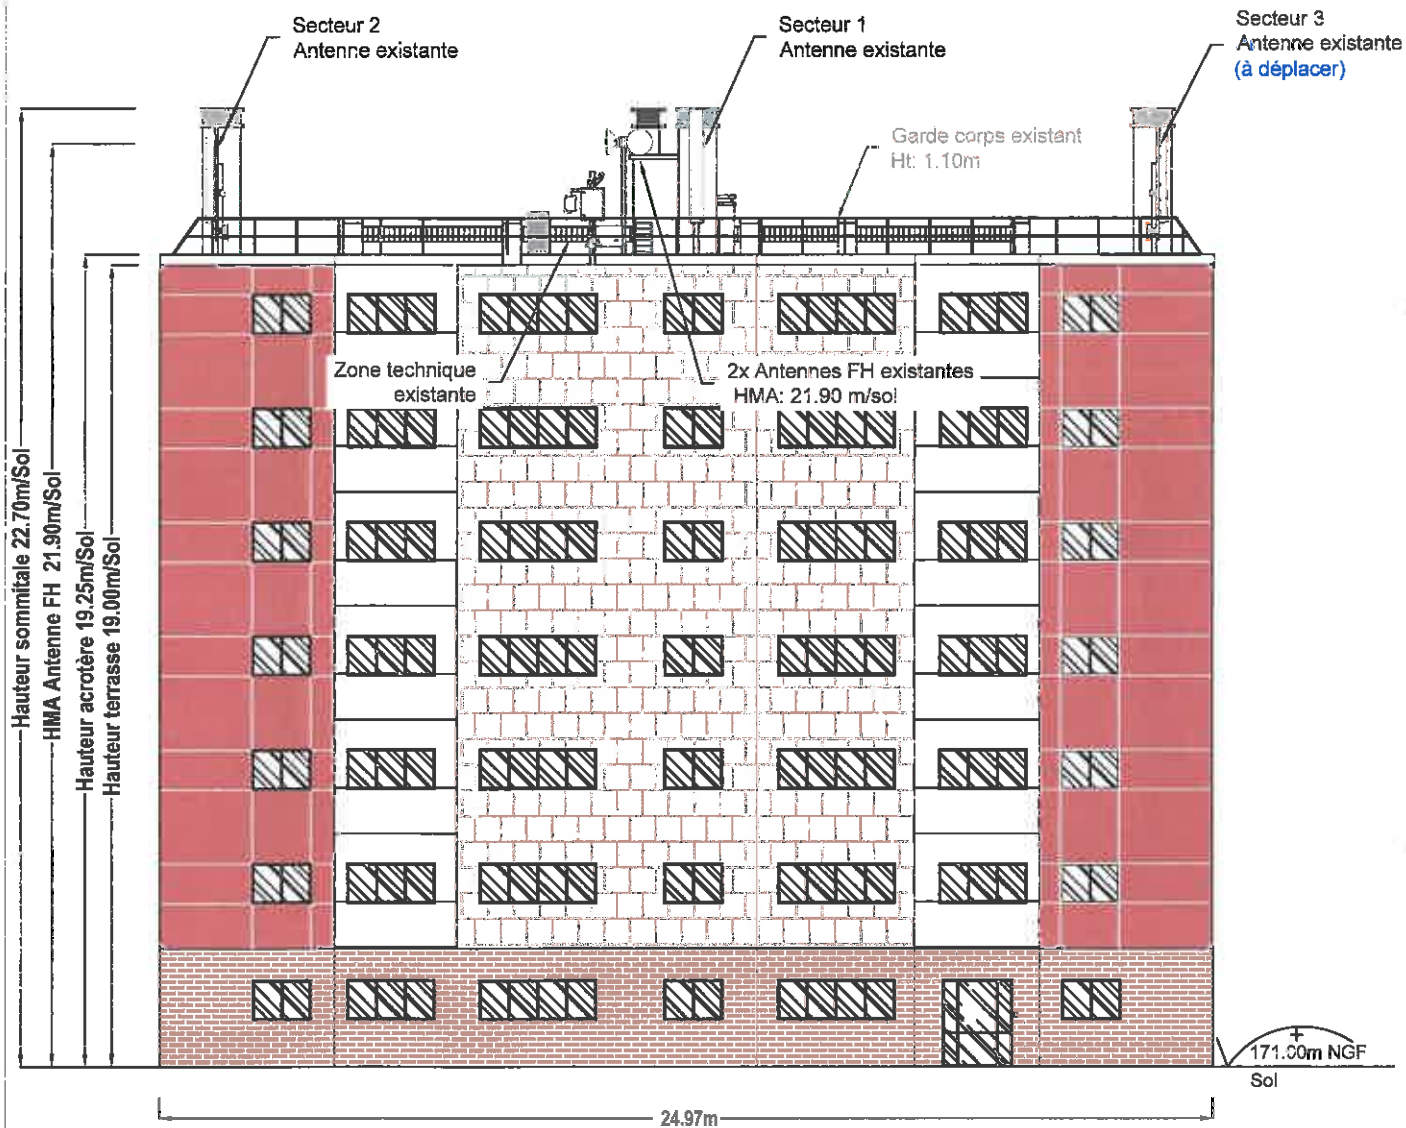 Secteur 2
Antenne existante
Secteur 1
Antenne existante
Secteur 3
Antenne existante
(à déplacer)
Garde corps existant
Ht: 1.10m
Zone technique
existante
2x Antennes FH existantes
HMA: 21.90 m/sol
Hauteur sommitale 22.70m/Sol
HMA Antenne FH 21.90m/Sol
Hauteur acrotère 19.25m/Sol
Hauteur terrasse 19.00m/Sol
171.00m NGF
Sol
24.97m